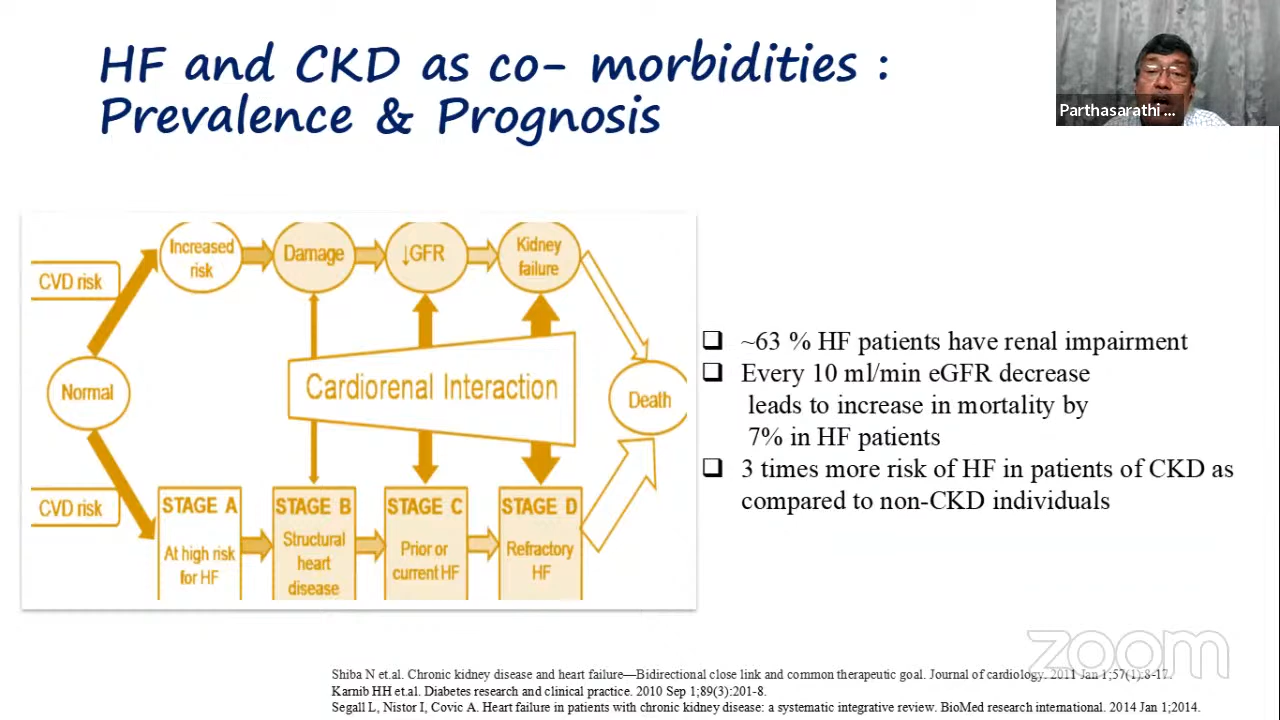 HF and CKD as co- morbidities :
Prevalence & Prognosis
Parthasarathi ...
CVD risk
Increased
risk
Damage
↓GFR
Kidney
failure
Normal
Cardiorenal Interaction
Death
CVD risk
STAGE A
At high risk
for HF
STAGE B
Structural
heart
disease
STAGE C
Prior or
current HF
STAGE D
Refractory
HF
❑ ~63 % HF patients have renal impairment
❑ Every 10 ml/min eGFR decrease
leads to increase in mortality by
7% in HF patients
❑ 3 times more risk of HF in patients of CKD as
compared to non-CKD individuals
zoom
Shiba N et.al. Chronic kidney disease and heart failure—Bidirectional close link and common therapeutic goal. Journal of cardiology. 2011 Jan 1;57(1):8-17.
Karnib HH et.al. Diabetes research and clinical practice. 2010 Sep 1;89(3):201-8.
Segall L, Nistor I, Covic A. Heart failure in patients with chronic kidney disease: a systematic integrative review. BioMed research international. 2014 Jan 1;2014.